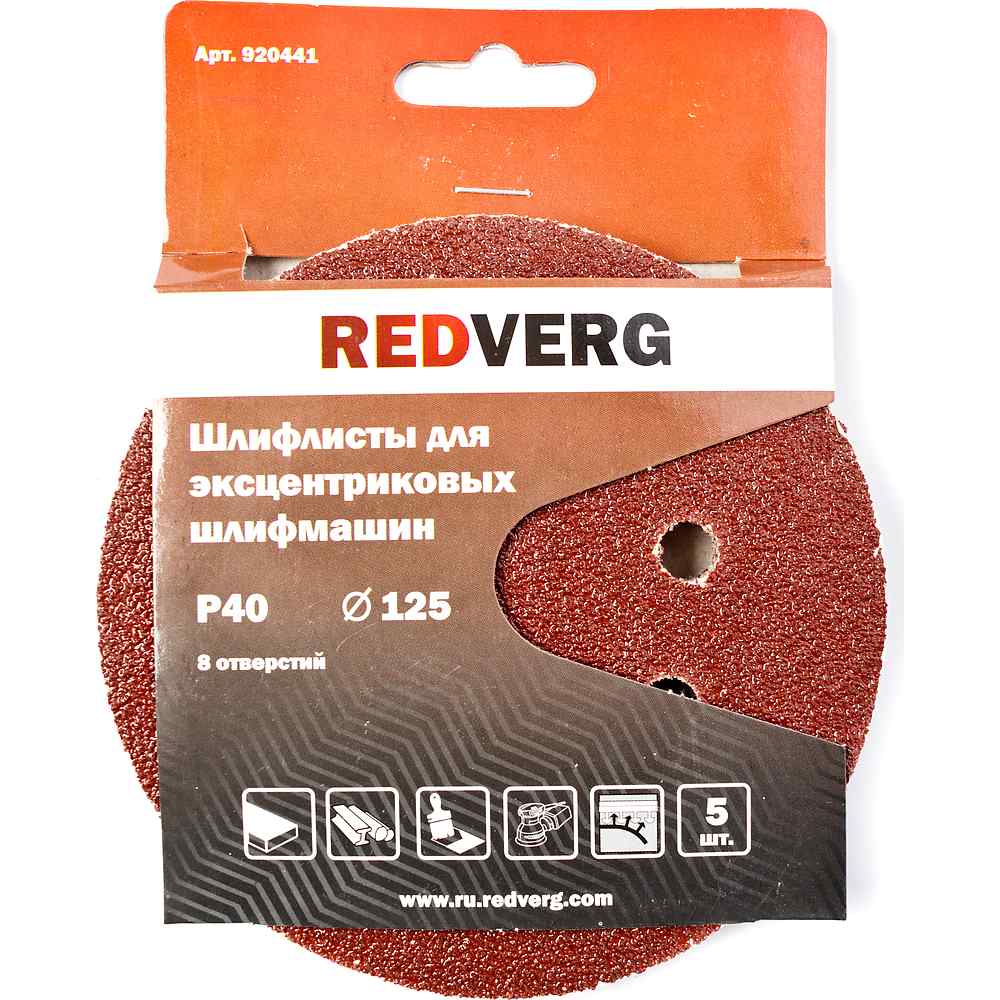 Арт. 920441
REDVERG
Шлифлисты для
эксцентриковых
шлифмашин
P40 Ø 125
8 отверстий
5
шт.
www.ru.redverg.com